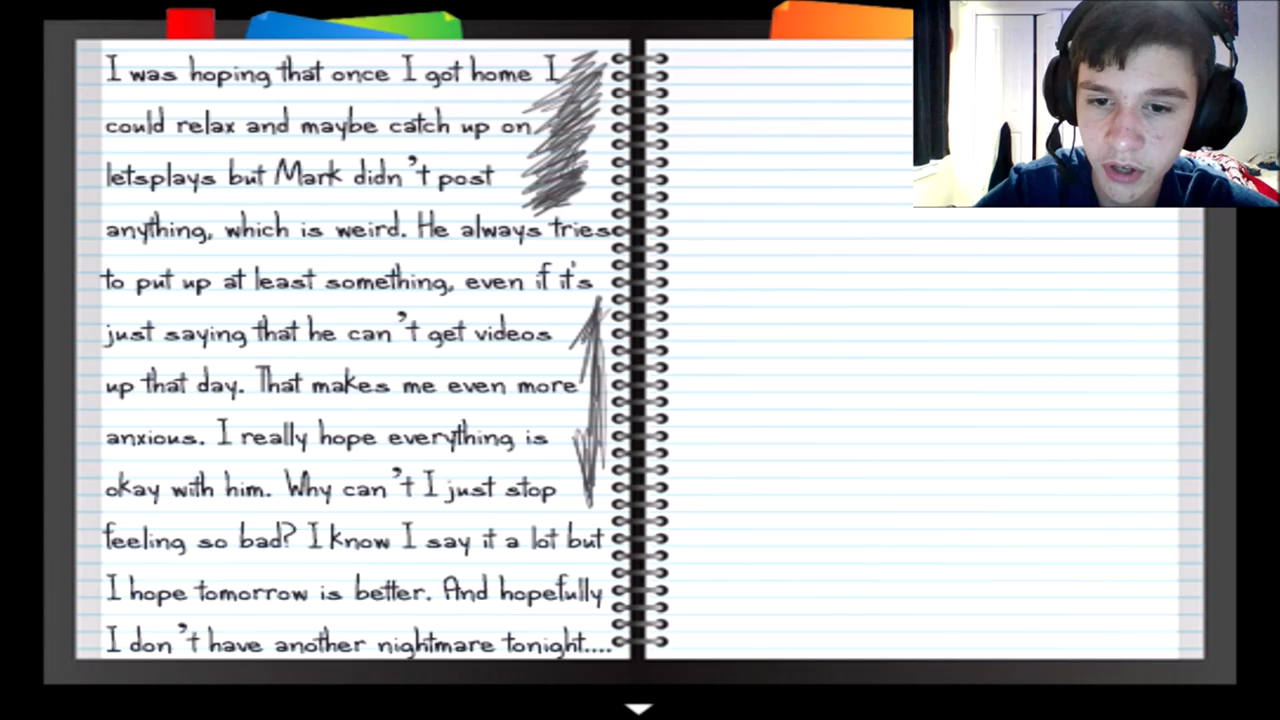 I was hoping that once I got home I
could relax and maybe catch up on
letsplays but Mark didn't post
anything, which is weird. He always tries
to put up at least something, even if it's
just saying that he can't get videos
up that day. That makes me even more
anxious. I really hope everything is
okay with him. Why can't I just stop
feeling so bad? I know I say it a lot but
I hope tomorrow is better. And hopefully
I don't have another nightmare tonight....